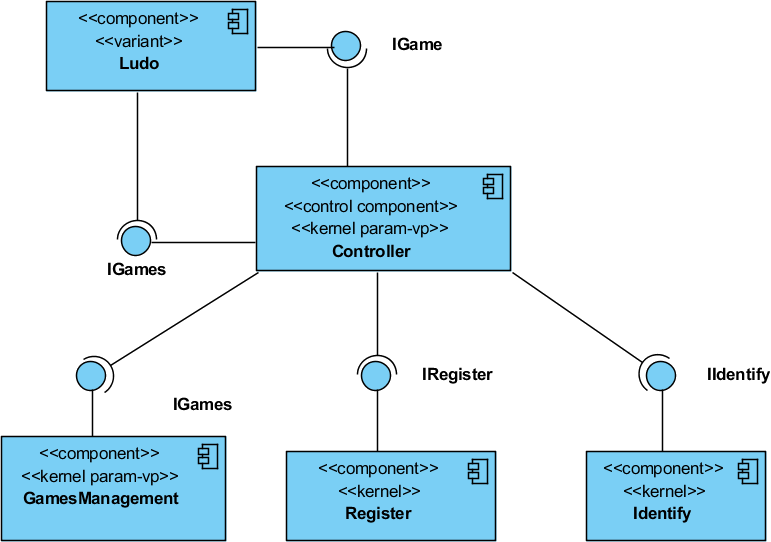 <<component>>
<<variant>>
Ludo
IGame
<<component>>
<<control component>>
<<kernel param-vp>>
Controller
IGames
IRegister
IIdentify
IGames
<<component>>
<<kernel param-vp>>
GamesManagement
<<component>>
<<kernel>>
Register
<<component>>
<<kernel>>
Identify